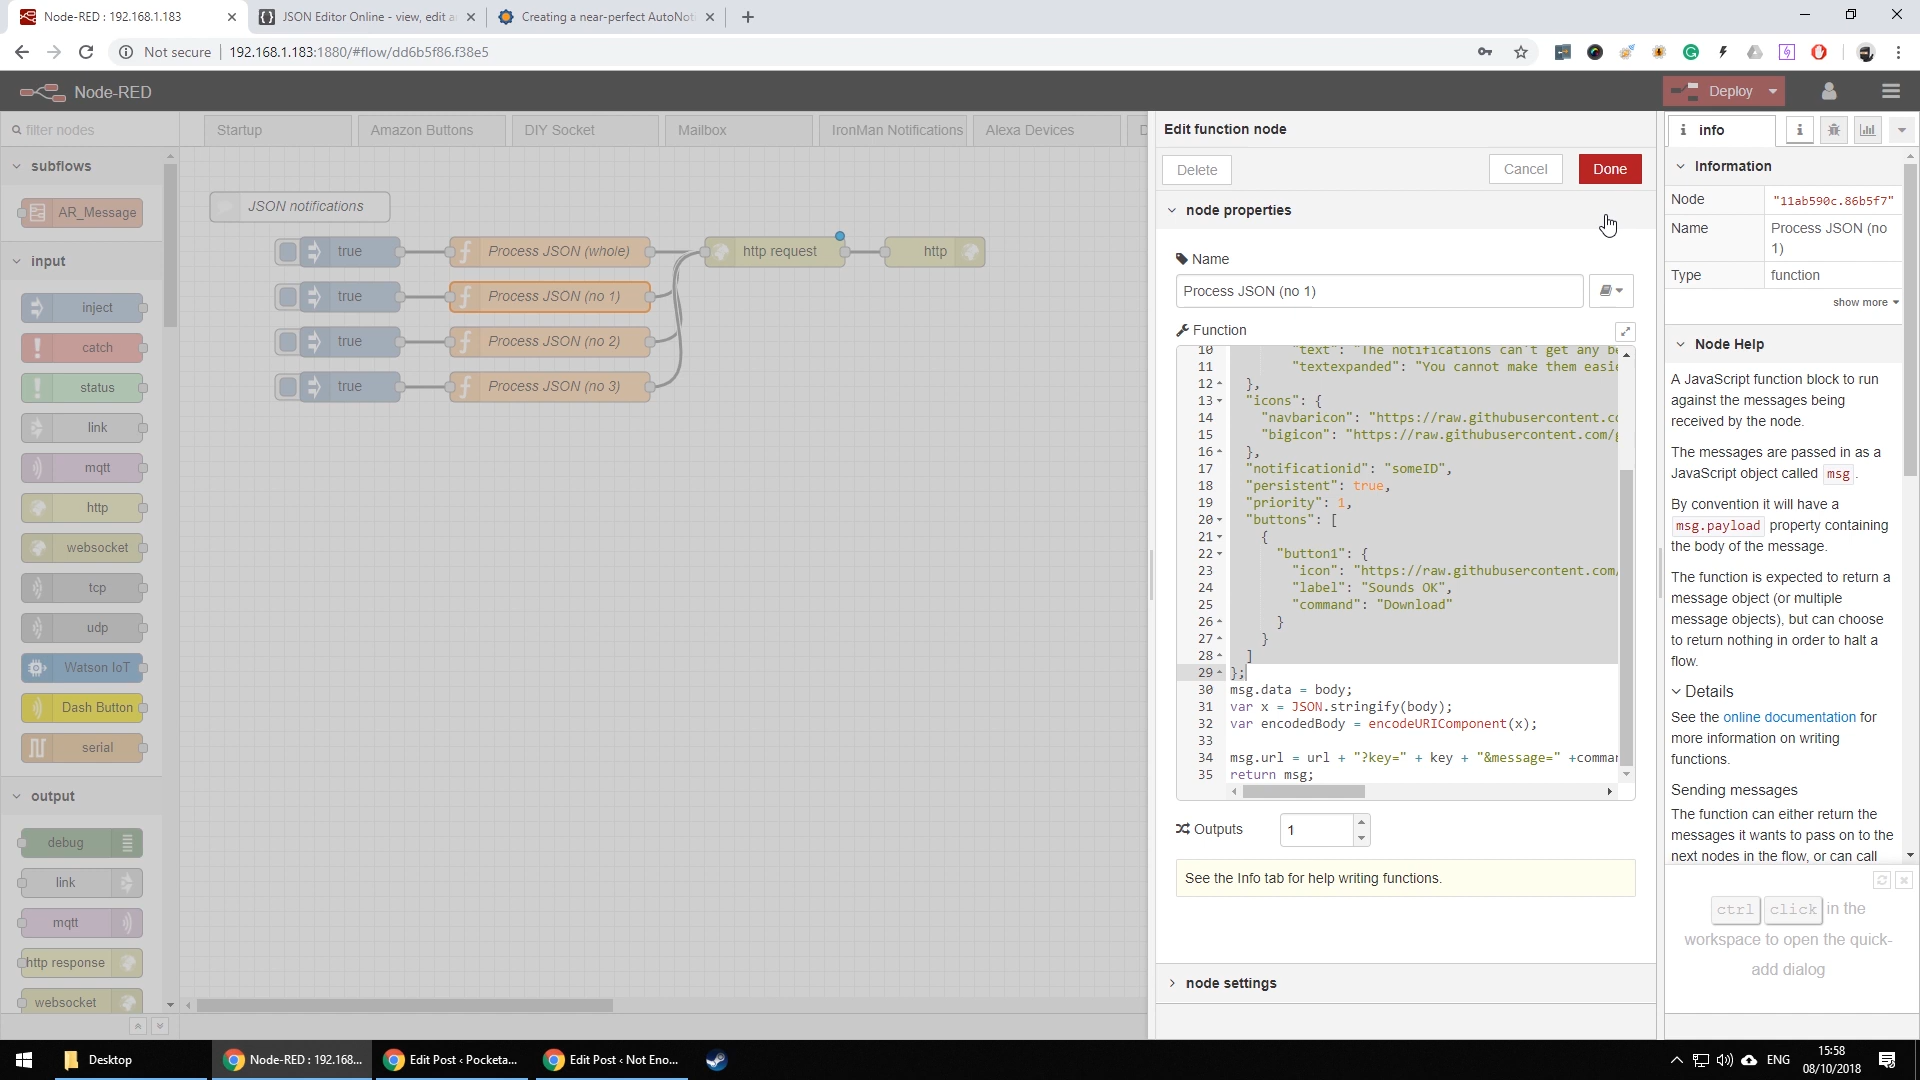 Node-RED : 192.168.1.183
JSON Editor Online - view, edit a
Creating a near-perfect AutoNoti
Not secure
192.168.1.183:1880/#flow/dd6b5f86.f38e5
Node-RED
Deploy
filter nodes
Startup
Amazon Buttons
DIY Socket
Mailbox
IronMan Notifications
Alexa Devices
subflows
AR_Message
input
inject
catch
status
link
mqtt
http
websocket
tcp
udp
Watson IoT
Dash Button
serial
output
debug
link
mqtt
http response
websocket
JSON notifications
true
Process JSON (whole)
http request
http
true
Process JSON (no 1)
true
Process JSON (no 2)
true
Process JSON (no 3)
Edit function node
Delete
Cancel
Done
node properties
Name
Process JSON (no 1)
Function
10 "text": "The notifications can't get any be
11 "textexpanded": "You cannot make them easie
12 },
13 "icons": {
14 "navbaricon": "https://raw.githubusercontent.co
15 "bigicon": "https://raw.githubusercontent.com/g
16 },
17 "notificationid": "someID",
18 "persistent": true,
19 "priority": 1,
20 "buttons": [
21 {
22 "button1": {
23 "icon": "https://raw.githubusercontent.com/
24 "label": "Sounds OK",
25 "command": "Download"
26 }
27 }
28 ]
29 };
30 msg.data = body;
31 var x = JSON.stringify(body);
32 var encodedBody = encodeURIComponent(x);
33
34 msg.url = url + "?key=" + key + "&message=" +comman
35 return msg;
Outputs
1
See the Info tab for help writing functions.
node settings
info
Information
Node "11ab590c.86b5f7"
Name Process JSON (no
1)
Type function
show more
Node Help
A JavaScript function block to run
against the messages being
received by the node.
The messages are passed in as a
JavaScript object called msg .
By convention it will have a
msg.payload property containing
the body of the message.
The function is expected to return a
message object (or multiple
message objects), but can choose
to return nothing in order to halt a
flow.
Details
See the online documentation for
more information on writing
functions.
Sending messages
The function can either return the
messages it wants to pass on to the
next nodes in the flow, or can call
ctrl click in the
workspace to open the quick-
add dialog
Desktop
Node-RED : 192.168...
Edit Post ‹ Pocketa...
Edit Post ‹ Not Eno...
ENG
15:58
08/10/2018